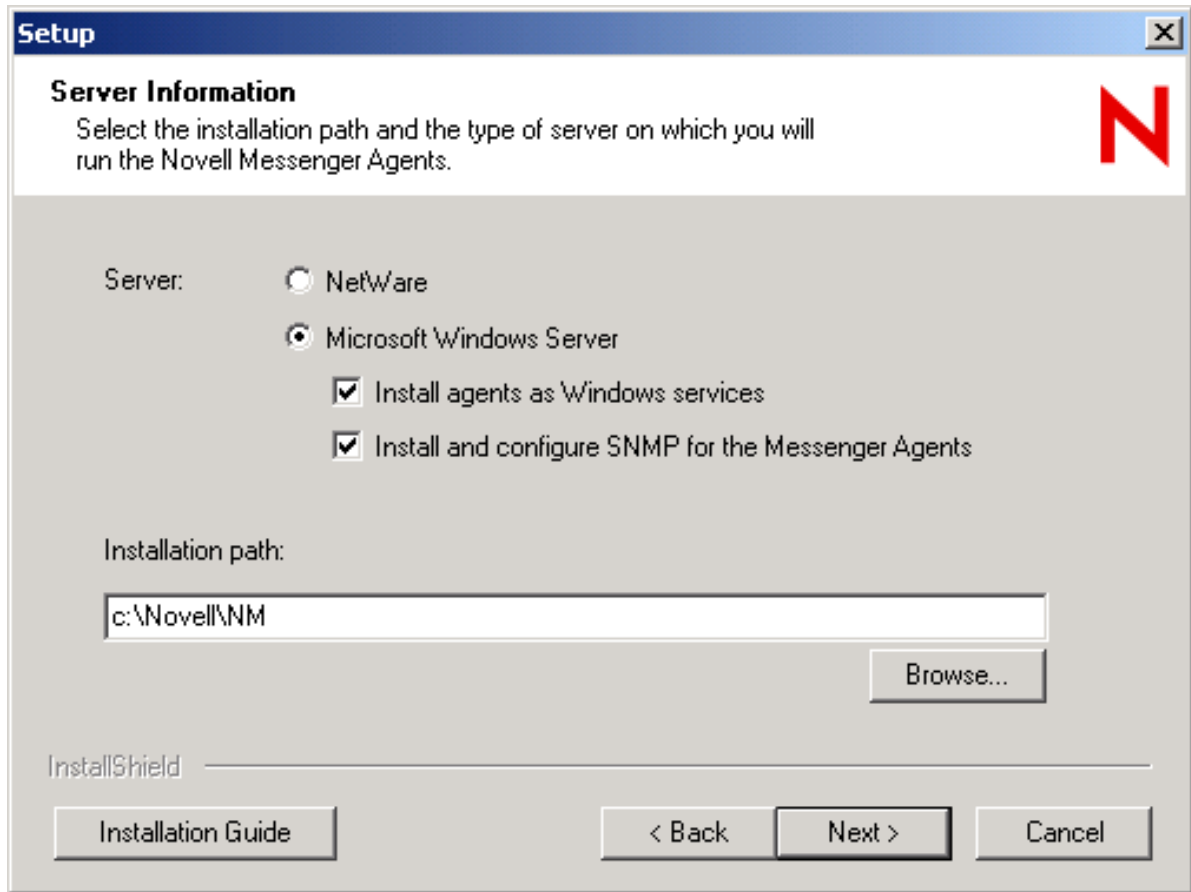 Setup
Server Information
Select the installation path and the type of server on which you will
run the Novell Messenger Agents.
N
Server:
NetWare
Microsoft Windows Server
Install agents as Windows services
Install and configure SNMP for the Messenger Agents
Installation path:
c:\Novell\NM
Browse...
InstallShield
Installation Guide
< Back
Next >
Cancel